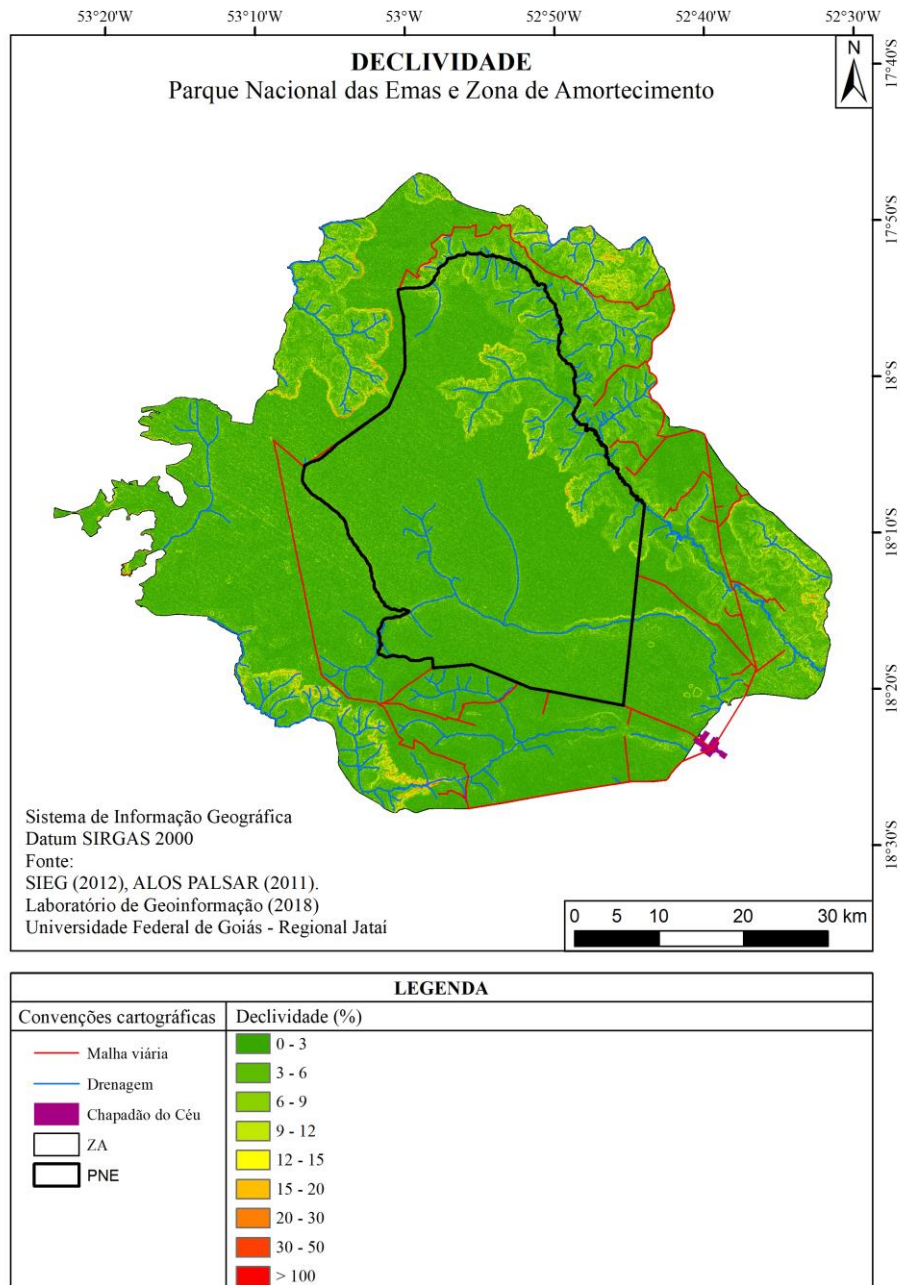 53°20'W 53°10'W 53°W 52°50'W 52°40'W 52°30'W
DECLIVIDADE
Parque Nacional das Emas e Zona de Amortecimento
N
17°40'S
17°50'S
18°S
18°10'S
18°20'S
18°30'S
Sistema de Informação Geográfica
Datum SIRGAS 2000
Fonte:
SIEG (2012), ALOS PALSAR (2011).
Laboratório de Geoinformação (2018)
Universidade Federal de Goiás - Regional Jataí
0 5 10 20 30 km
LEGENDA
Convenções cartográficas
Malha viária
Drenagem
Chapadão do Céu
ZA
PNE
Declividade (%)
0 - 3
3 - 6
6 - 9
9 - 12
12 - 15
15 - 20
20 - 30
30 - 50
> 100